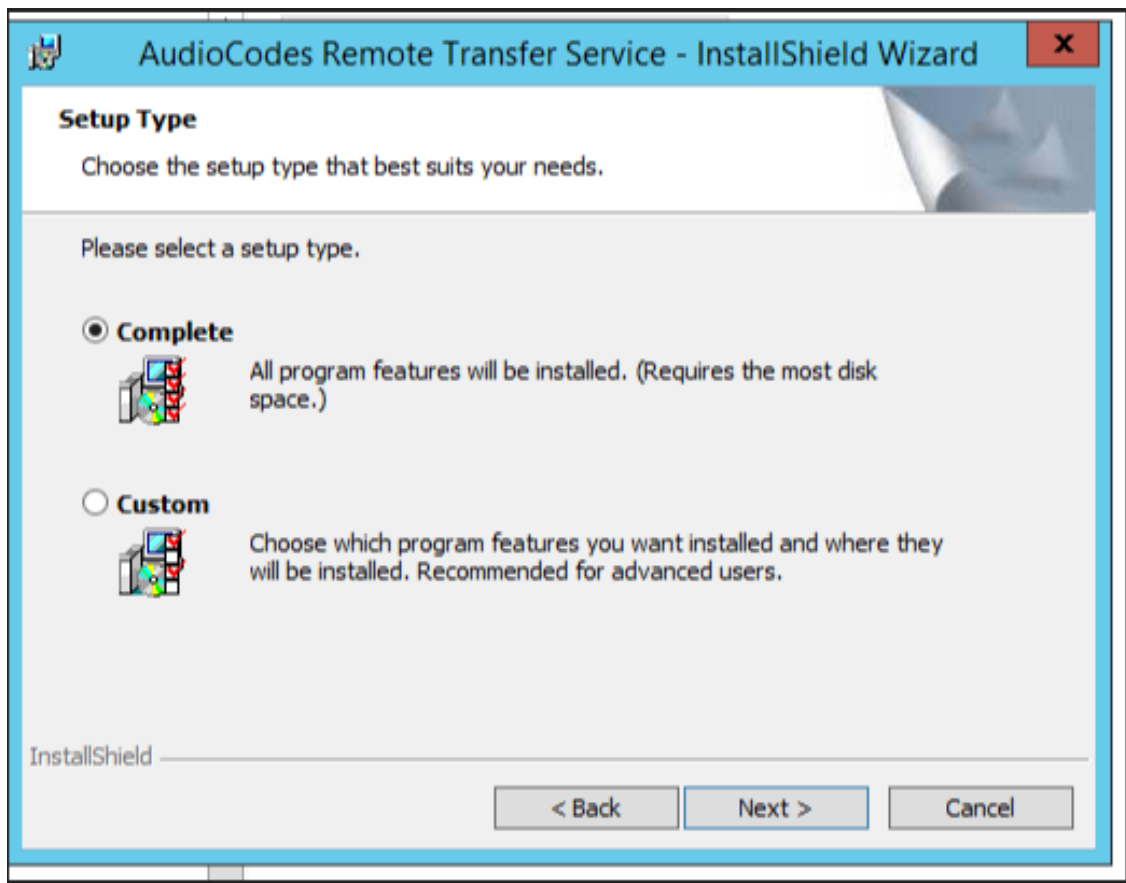 AudioCodes Remote Transfer Service - InstallShield Wizard
x
Setup Type
Choose the setup type that best suits your needs.
Please select a setup type.
Complete
All program features will be installed. (Requires the most disk
space.)
Custom
Choose which program features you want installed and where they
will be installed. Recommended for advanced users.
InstallShield
< Back
Next >
Cancel